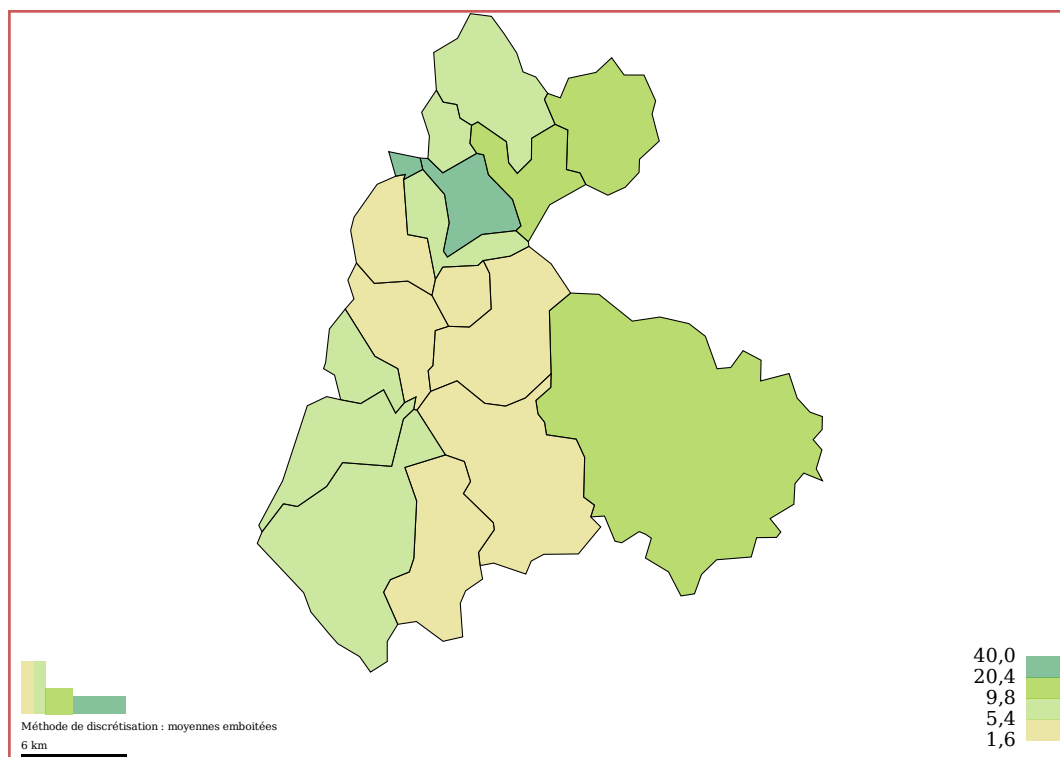 40,0
20,4
9,8
5,4
1,6
Méthode de discrétisation : moyennes emboitées
6 km